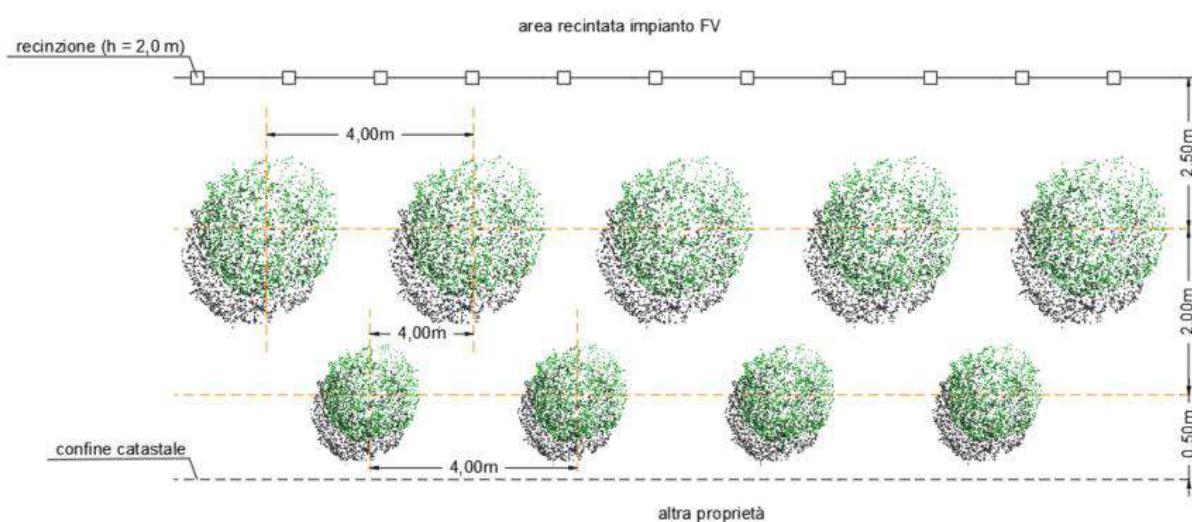 area recintata impianto FV
recinzione (h = 2,0 m)
4,00m
2.50m
4,00m
2.00m
confine catastale
4,00m
0.50m
altra proprietà